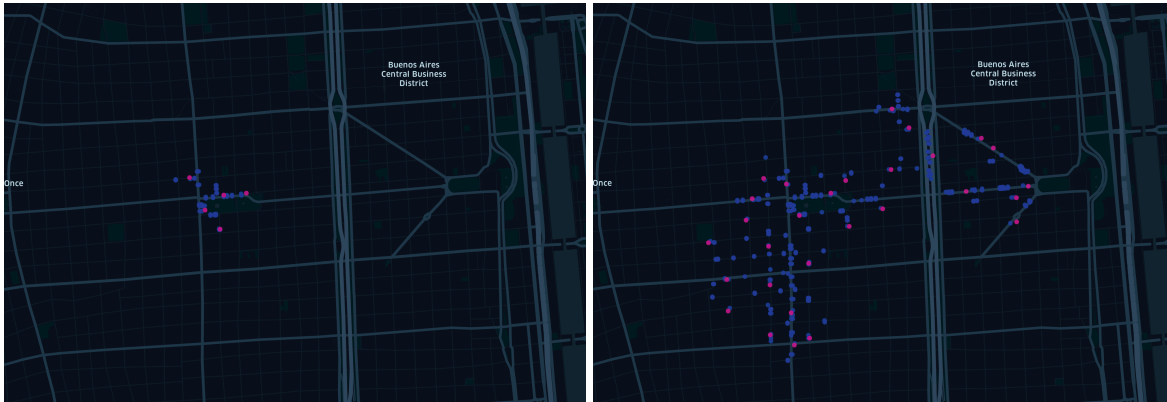 Buenos Aires
Central Business
District
Once
Buenos Aires
Central Business
District
Once